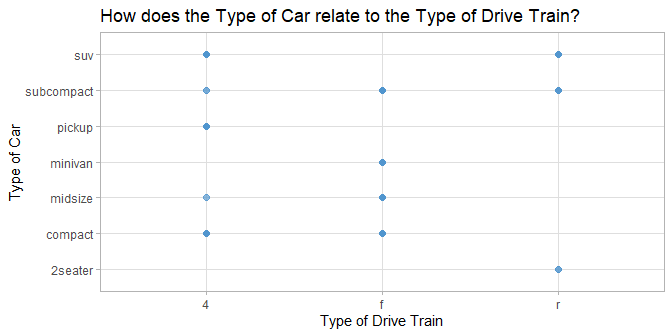 How does the Type of Car relate to the Type of Drive Train?
suv
subcompact
pickup
minivan
midsize
compact
2seater
Type of Car
4 f r
Type of Drive Train